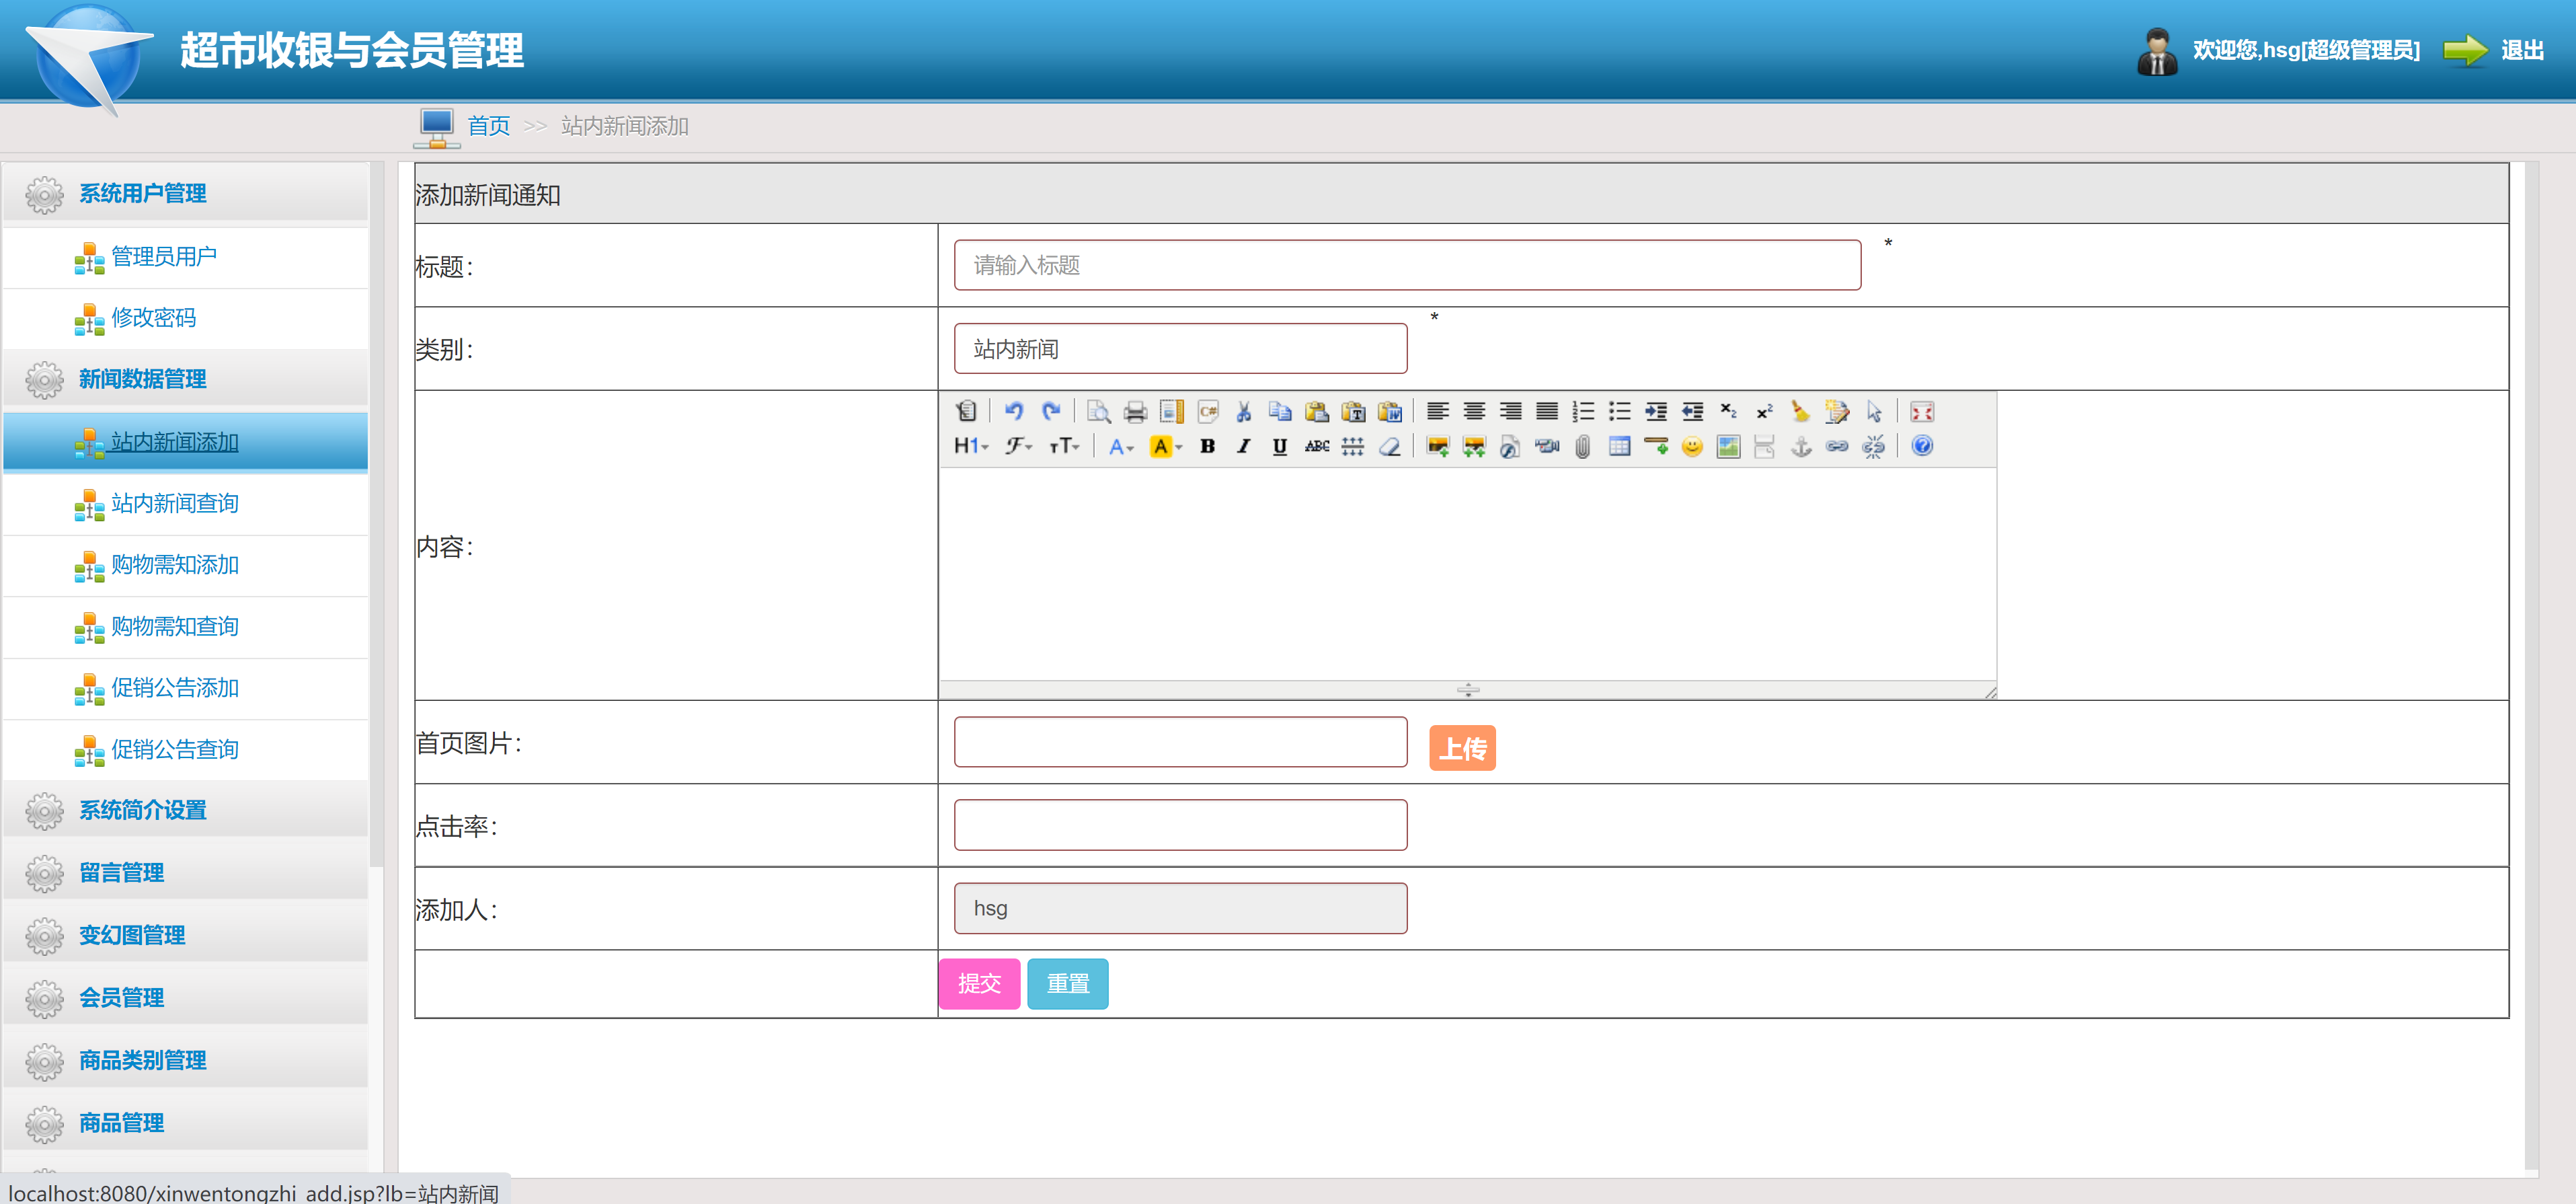 超市收银与会员管理
欢迎您,hsg[超级管理员]
退出
首页 >> 站内新闻添加
系统用户管理
管理员用户
修改密码
新闻数据管理
站内新闻添加
站内新闻查询
购物需知添加
购物需知查询
促销公告添加
促销公告查询
系统简介设置
留言管理
变幻图管理
会员管理
商品类别管理
商品管理
添加新闻通知
标题：
请输入标题
*
类别：
站内新闻
*
内容：
首页图片：
上传
点击率：
添加人：
hsg
提交
重置
localhost:8080/xinwentongzhi_add.jsp?lb=站内新闻